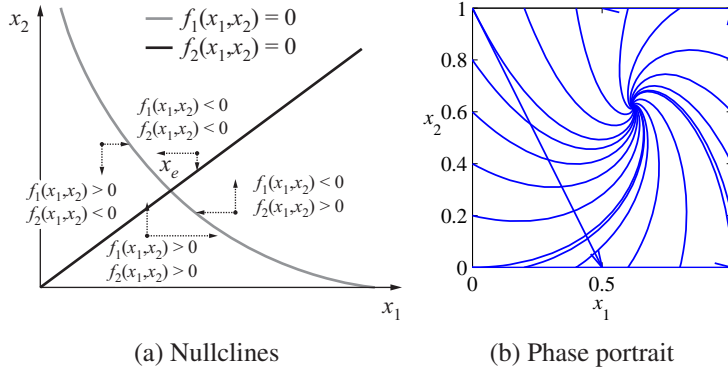 x₂
f₁(x₁,x₂) = 0
f₂(x₁,x₂) = 0
f₁(x₁,x₂) < 0
f₂(x₁,x₂) < 0
xₑ
f₁(x₁,x₂) > 0
f₂(x₁,x₂) < 0
f₁(x₁,x₂) < 0
f₂(x₁,x₂) > 0
f₁(x₁,x₂) > 0
f₂(x₁,x₂) > 0
x₁
(a) Nullclines
1
0.8
0.6
x₂
0.4
0.2
0
0
0.5
x₁
(b) Phase portrait